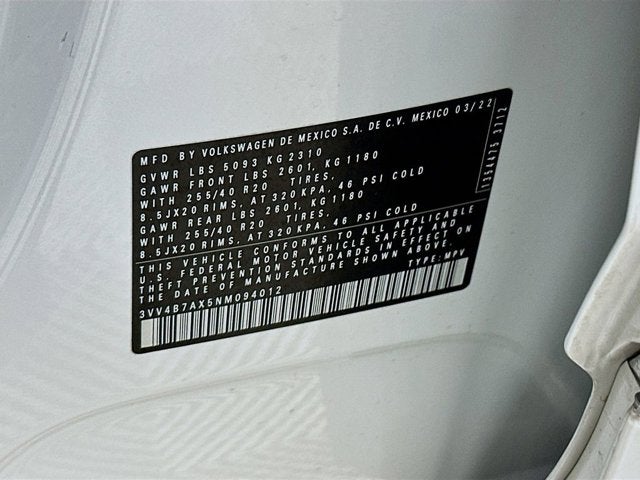 MFD BY VOLKSWAGEN DE MEXICO S.A. DE C.V. MEXICO 03/22
GVWR LBS 5093 KG 2310
GAWR FRONT LBS 2601, KG 1180
WITH 255/40 R20 TIRES.
8.5JX20 RIMS. AT 320 KPA, 46 PSI COLD
GAWR REAR LBS 2601, KG 1180
WITH 255/40 R20 TIRES.
8.5JX20 RIMS. AT 320 KPA, 46 PSI COLD
THIS VEHICLE CONFORMS TO ALL APPLICABLE
U.S. FEDERAL MOTOR VEHICLE SAFETY AND
THEFT PREVENTION STANDARDS IN EFFECT ON
THE DATE OF MANUFACTURE SHOWN ABOVE.
3VV4B7AX5NM094012 TYPE: MPV
1354475 3712